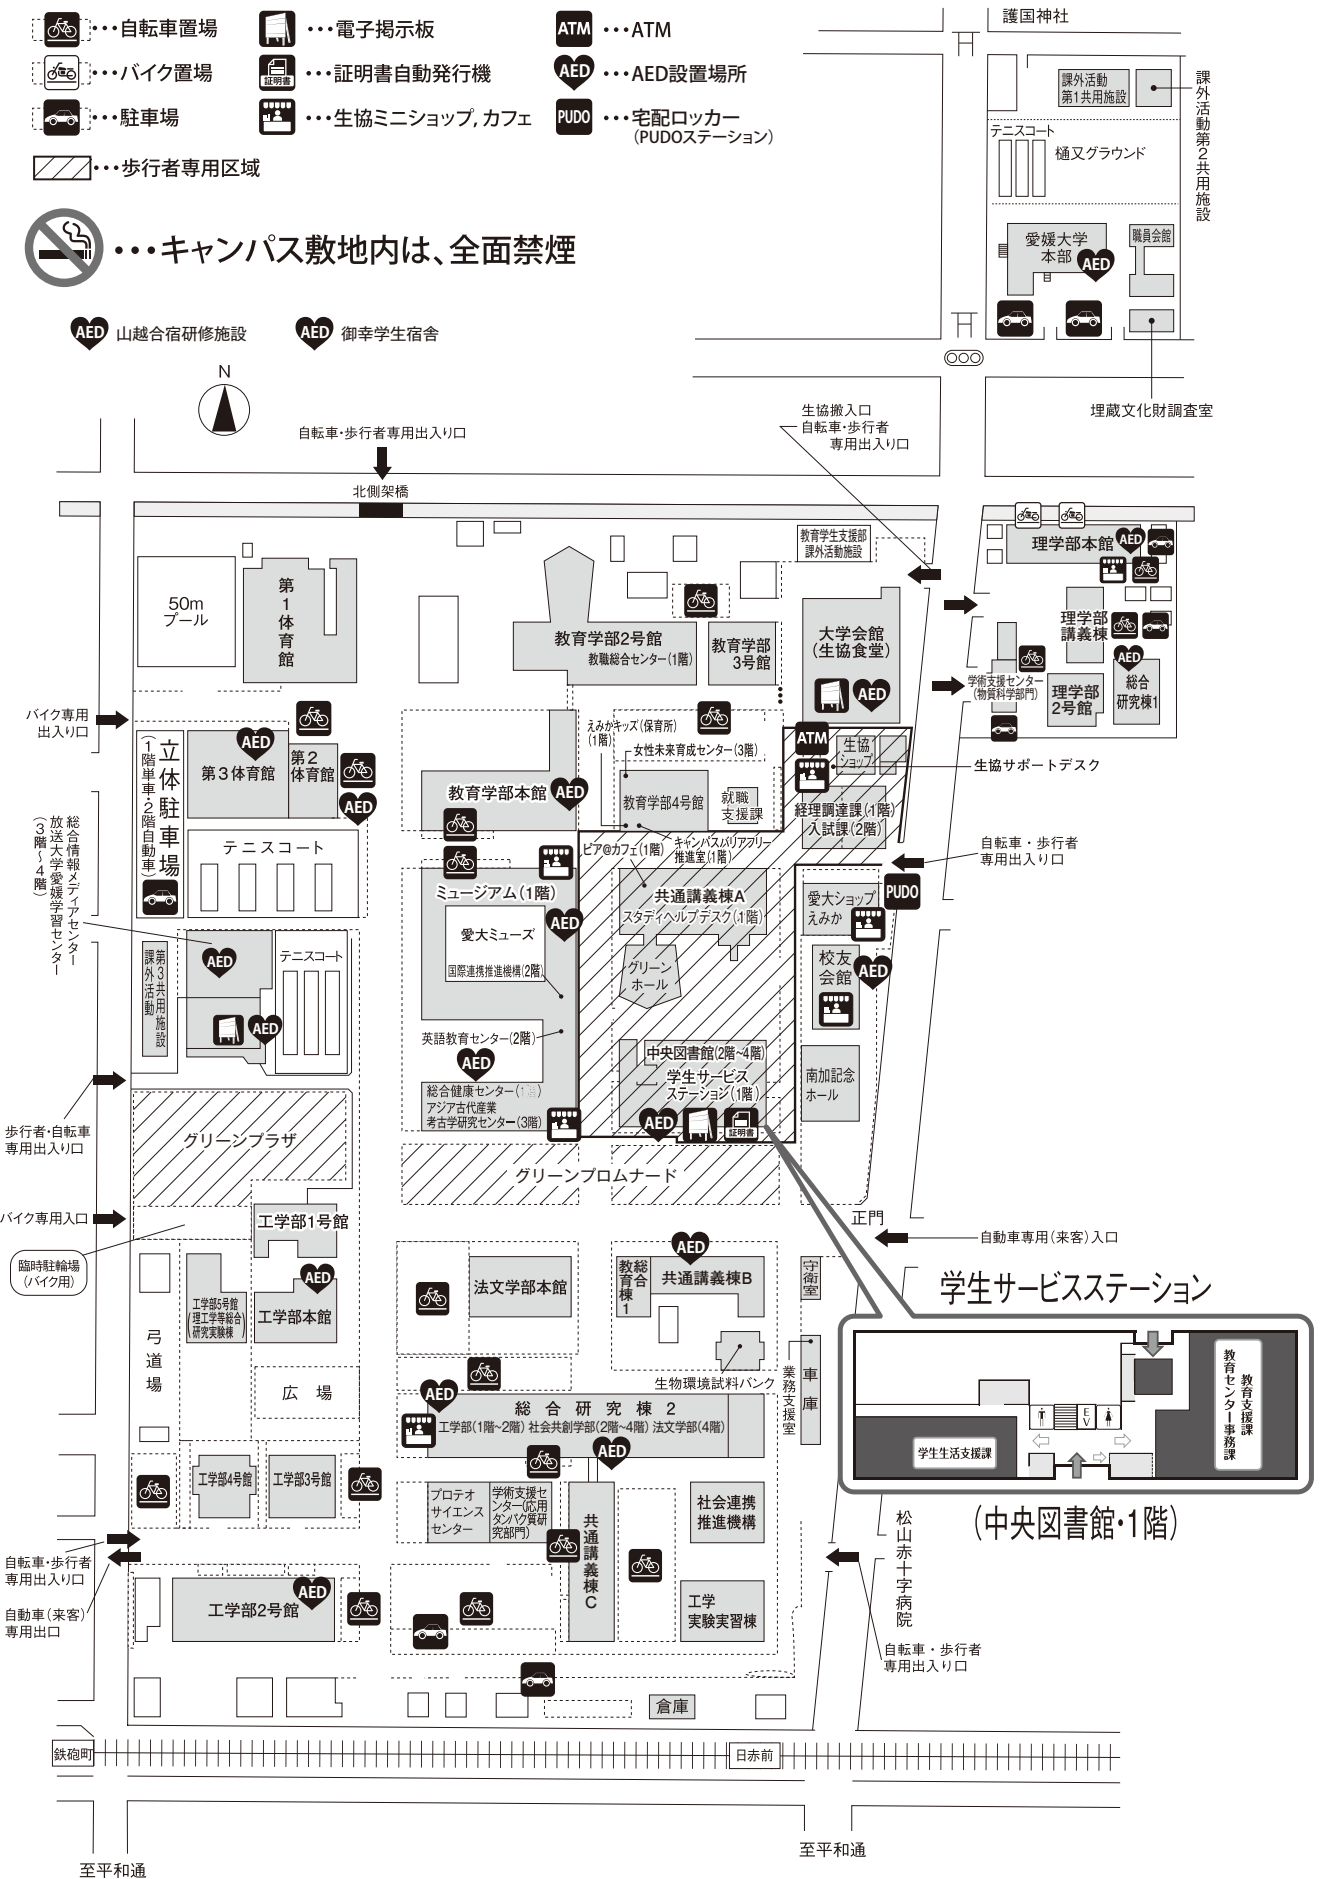 ・・・自転車置場
・・・バイク置場
・・・駐車場
・・・歩行者専用区域
・・・電子掲示板
証明書
・・・証明書自動発行機
・・・生協ミニショップ,カフェ
ATM ・・・ATM
AED ・・・AED設置場所
PUDO ・・・宅配ロッカー
(PUDOステーション)
・・・キャンパス敷地内は、全面禁煙
AED 山越合宿研修施設
AED 御幸学生宿舎
N
護国神社
課外活動
第1共用施設
課外活動第2共用施設
テニスコート
樋又グラウンド
愛媛大学
本部
AED
職員会館
埋蔵文化財調査室
生協搬入口
自転車・歩行者
専用出入り口
自転車・歩行者専用出入り口
北側架橋
教育学生支援部
課外活動施設
理学部本館
AED
50m
プール
第1体育館
教育学部2号館
教職総合センター(1階)
教育学部
3号館
大学会館
(生協食堂)
AED
理学部
講義棟
学術支援センター
(物質科学部門)
理学部
2号館
AED
総合
研究棟1
バイク専用
出入り口
立体駐車場
(1階単車・2階自動車)
AED
第3体育館
第2
体育館
AED
えみかキッズ(保育所)
(1階)
女性未来育成センター(3階)
ATM
生協
ショップ
生協サポートデスク
教育学部本館
AED
教育学部4号館
就職
支援課
経理調達課(1階)
入試課(2階)
総合情報メディアセンター
放送大学愛媛学習センター
(3階〜4階)
テニスコート
ピア@カフェ(1階)
キャンパスバリアフリー
推進室(1階)
自転車・歩行者
専用出入り口
ミュージアム(1階)
共通講義棟A
スタディヘルプデスク(1階)
愛大ショップ
えみか
PUDO
愛大ミューズ
AED
国際連携推進機構(2階)
グリーン
ホール
校友
会館
AED
AED
テニスコート
第3共用施設
課外活動
AED
英語教育センター(2階)
AED
中央図書館(2階~4階)
学生サービス
ステーション(1階)
南加記念
ホール
総合健康センター(1階)
アジア古代産業
考古学研究センター(3階)
AED
証明書
歩行者・自転車
専用出入り口
グリーンプラザ
グリーンプロムナード
バイク専用入口
工学部1号館
正門
自動車専用(来客)入口
臨時駐輪場
(バイク用)
工学部5号館
(理工学等総合)
研究実験棟
AED
工学部本館
法文学部本館
総合教育棟1
AED
共通講義棟B
守衛室
学生サービスステーション
教育支援課
教育センター事務課
EV
学生生活支援課
(中央図書館・1階)
弓道場
広場
生物環境試料バンク
業務支援室
車庫
AED
総合研究棟2
工学部(1階~2階) 社会共創学部(2階~4階) 法文学部(4階)
AED
工学部4号館
工学部3号館
プロテオ
サイエンス
センター
学術支援セ
ンター(応用
タンパク質研
究部門)
共通講義棟C
社会連携
推進機構
松山赤十字病院
自転車・歩行者
専用出入り口
自動車(来客)
専用出口
工学部2号館
AED
工学
実験実習棟
自転車・歩行者
専用出入り口
倉庫
鉄砲町
日赤前
至平和通
至平和通